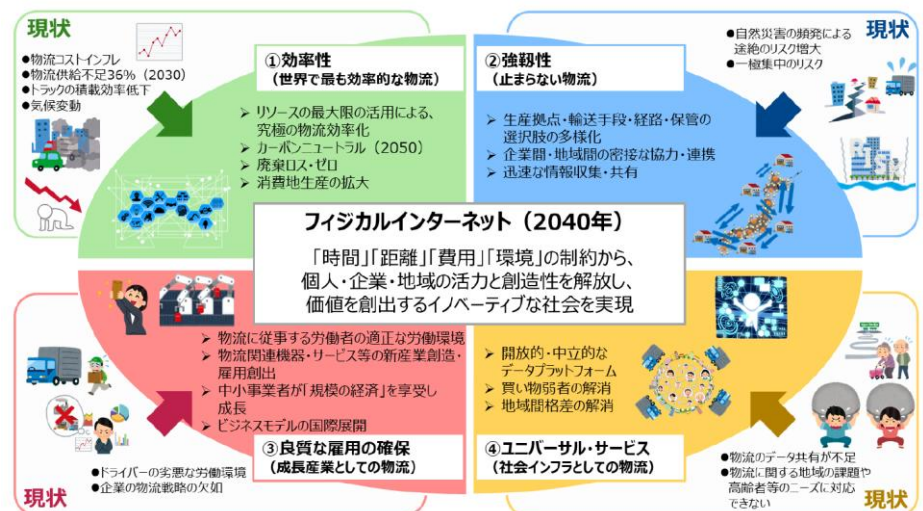 現状
●物流コストインフレ
●物流供給不足36%（2030）
●トラックの積載効率低下
●気候変動
①効率性
（世界で最も効率的な物流）
➢ リソースの最大限の活用による、
究極の物流効率化
➢ カーボンニュートラル（2050）
➢ 廃棄ロス・ゼロ
➢ 消費地生産の拡大
②強靭性
（止まらない物流）
➢ 生産拠点・輸送手段・経路・保管の
選択肢の多様化
➢ 企業間・地域間の密接な協力・連携
➢ 迅速な情報収集・共有
現状
●自然災害の頻発による
途絶のリスク増大
●一極集中のリスク
フィジカルインターネット（2040年）
「時間」「距離」「費用」「環境」の制約から、
個人・企業・地域の活力と創造性を解放し、
価値を創出するイノベーティブな社会を実現
➢ 物流に従事する労働者の適正な労働環境
➢ 物流関連機器・サービス等の新産業創造・
雇用創出
➢ 中小事業者が「規模の経済」を享受し
成長
➢ ビジネスモデルの国際展開
③良質な雇用の確保
（成長産業としての物流）
●ドライバーの劣悪な労働環境
●企業の物流戦略の欠如
現状
➢ 開放的・中立的な
データプラットフォーム
➢ 買い物弱者の解消
➢ 地域間格差の解消
④ユニバーサル・サービス
（社会インフラとしての物流）
●物流のデータ共有が不足
●物流に関する地域の課題や
高齢者等のニーズに対応
できない
現状